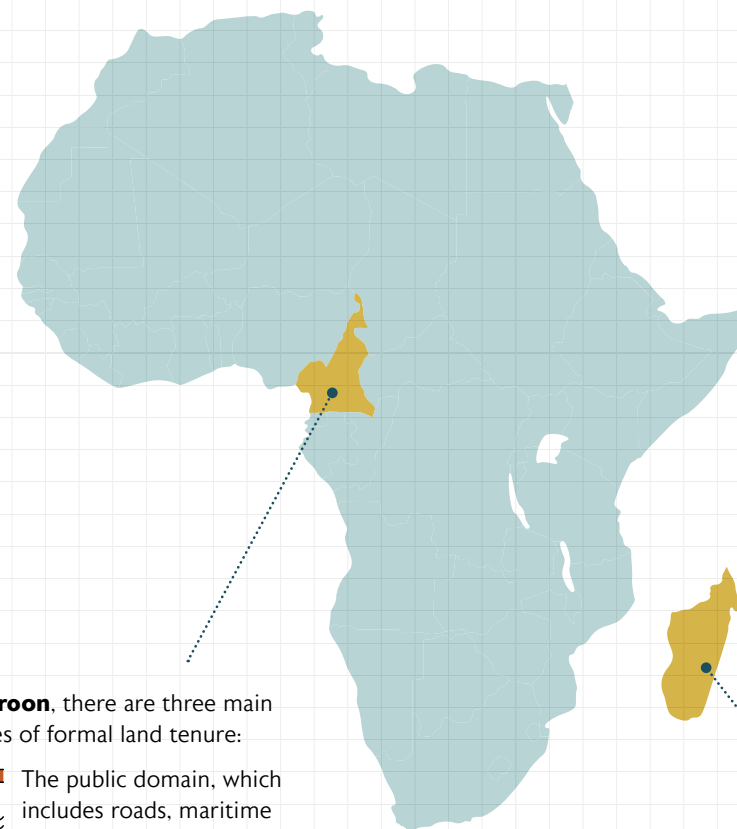 roon, there are three main
es of formal land tenure:
The public domain, which
includes roads, maritime